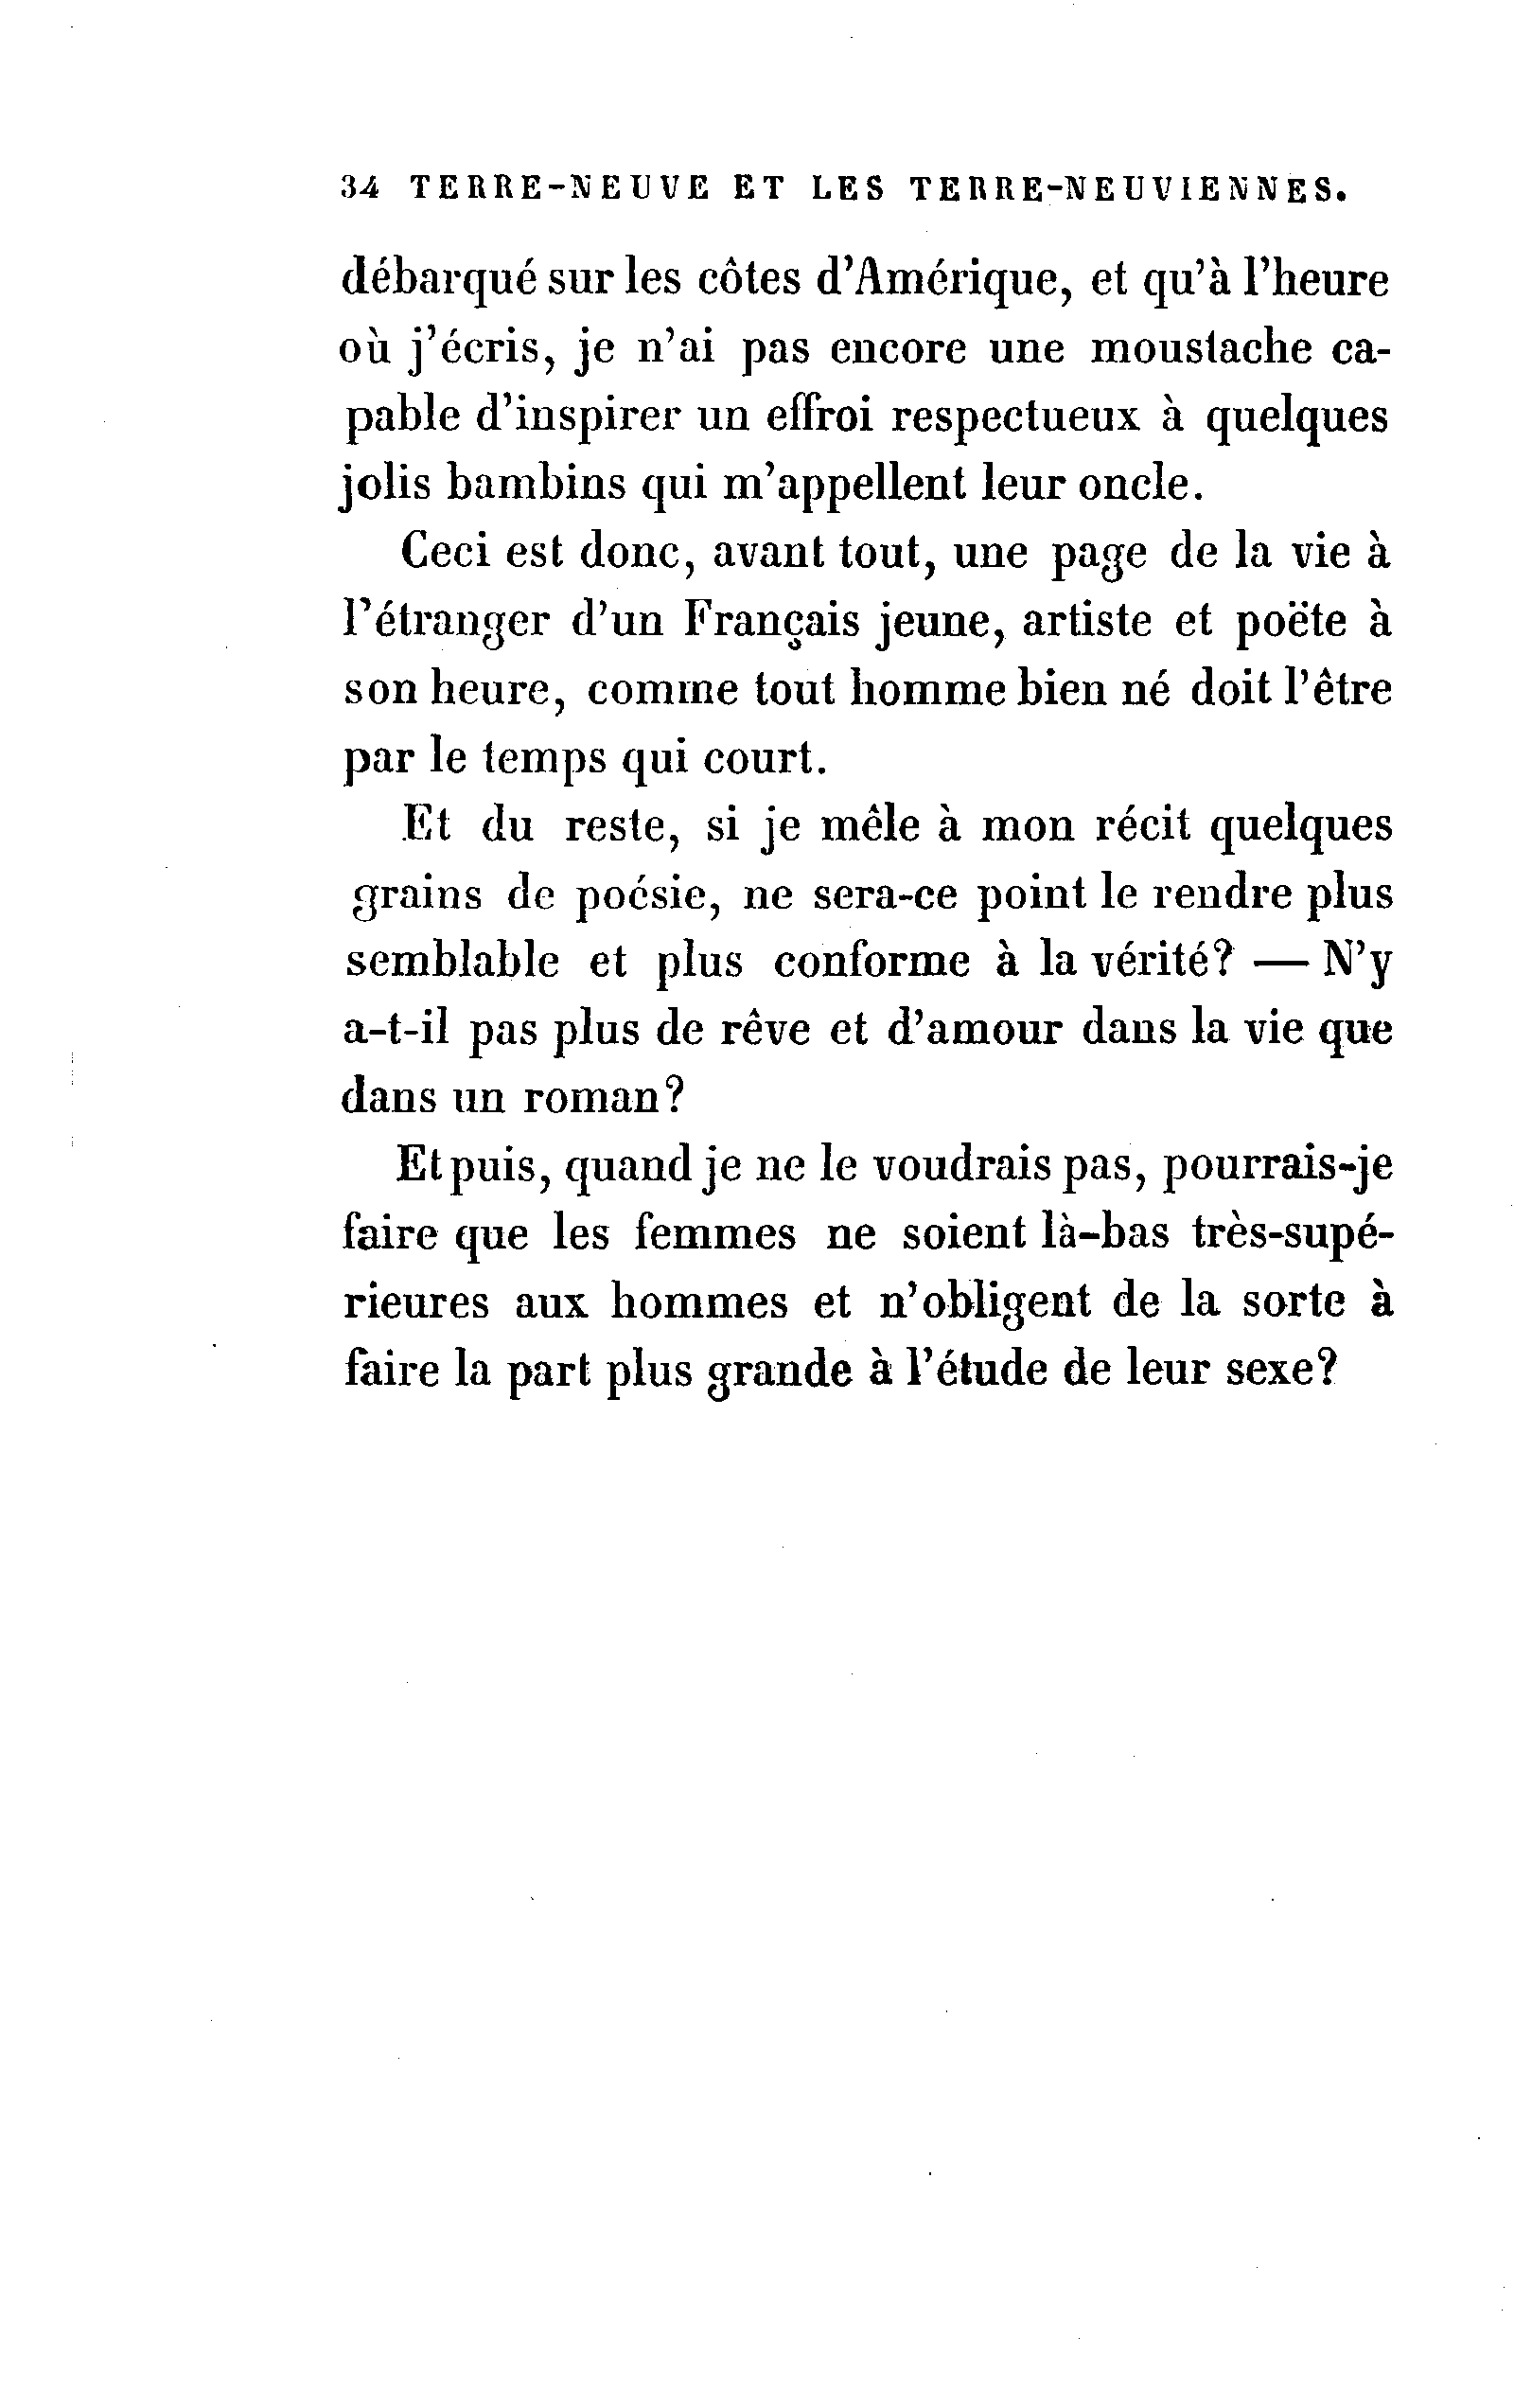 34 TERRE-NEUVE ET LES TERRE-NEUVIENNES.
débarqué sur les côtes d'Amérique, et qu'à l'heure
où j'écris, je n'ai pas encore une moustache ca-
pable d'inspirer un effroi respectueux à quelques
jolis bambins qui m'appellent leur oncle.
Ceci est donc, avant tout, une page de la vie à
l'étranger d'un Français jeune, artiste et poëte à
son heure, comme tout homme bien né doit l'être
par le temps qui court.
Et du reste, si je mêle à mon récit quelques
grains de poésie, ne sera-ce point le rendre plus
semblable et plus conforme à la vérité? — N'y
a-t-il pas plus de rêve et d'amour dans la vie que
dans un roman?
Et puis, quand je ne le voudrais pas, pourrais-je
faire que les femmes ne soient là-bas très-supé-
rieures aux hommes et n'obligent de la sorte à
faire la part plus grande à l'étude de leur sexe?